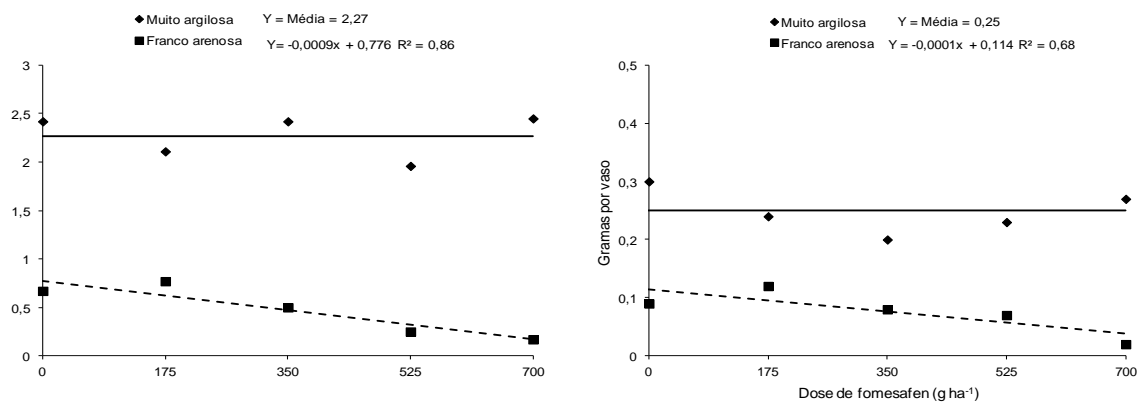 Muito argilosa Y = Média = 2,27
Franco arenosa Y= -0,0009x + 0,776 R² = 0,86
3
2,5
2
1,5
1
0,5
0
0 175 350 525 700
Muito argilosa Y = Média = 0,25
Franco arenosa Y= -0,0001x + 0,114 R² = 0,68
0,5
0,4
0,3
0,2
0,1
0
Gramas por vaso
0 175 350 525 700
Dose de fomesafen (g ha⁻¹)